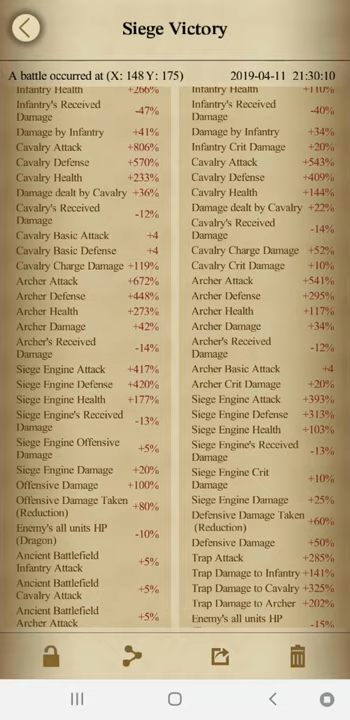 Siege Victory
A battle occurred at (X: 148 Y: 175) 2019-04-11 21:30:10
Infantry Health +266%
Infantry's Received
Damage -47%
Damage by Infantry +41%
Cavalry Attack +806%
Cavalry Defense +570%
Cavalry Health +233%
Damage dealt by Cavalry +36%
Cavalry's Received
Damage -12%
Cavalry Basic Attack +4
Cavalry Basic Defense +4
Cavalry Charge Damage +119%
Archer Attack +672%
Archer Defense +448%
Archer Health +273%
Archer Damage +42%
Archer's Received
Damage -14%
Siege Engine Attack +417%
Siege Engine Defense +420%
Siege Engine Health +177%
Siege Engine's Received
Damage -13%
Siege Engine Offensive
Damage +5%
Siege Engine Damage +20%
Offensive Damage +100%
Offensive Damage Taken
(Reduction) +80%
Enemy's all units HP
(Dragon) -10%
Ancient Battlefield
Infantry Attack +5%
Ancient Battlefield
Cavalry Attack +5%
Ancient Battlefield
Archer Attack +5%
Infantry Health +110%
Infantry's Received
Damage -40%
Damage by Infantry +34%
Infantry Crit Damage +20%
Cavalry Attack +543%
Cavalry Defense +409%
Cavalry Health +144%
Damage dealt by Cavalry +22%
Cavalry's Received
Damage -14%
Cavalry Charge Damage +52%
Cavalry Crit Damage +10%
Archer Attack +541%
Archer Defense +295%
Archer Health +117%
Archer Damage +34%
Archer's Received
Damage -12%
Archer Basic Attack +4
Archer Crit Damage +20%
Siege Engine Attack +393%
Siege Engine Defense +313%
Siege Engine Health +103%
Siege Engine's Received
Damage -13%
Siege Engine Crit
Damage +10%
Siege Engine Damage +25%
Defensive Damage Taken
(Reduction) +60%
Defensive Damage +50%
Trap Attack +285%
Trap Damage to Infantry +141%
Trap Damage to Cavalry +325%
Trap Damage to Archer +202%
Enemy's all units HP
-15%